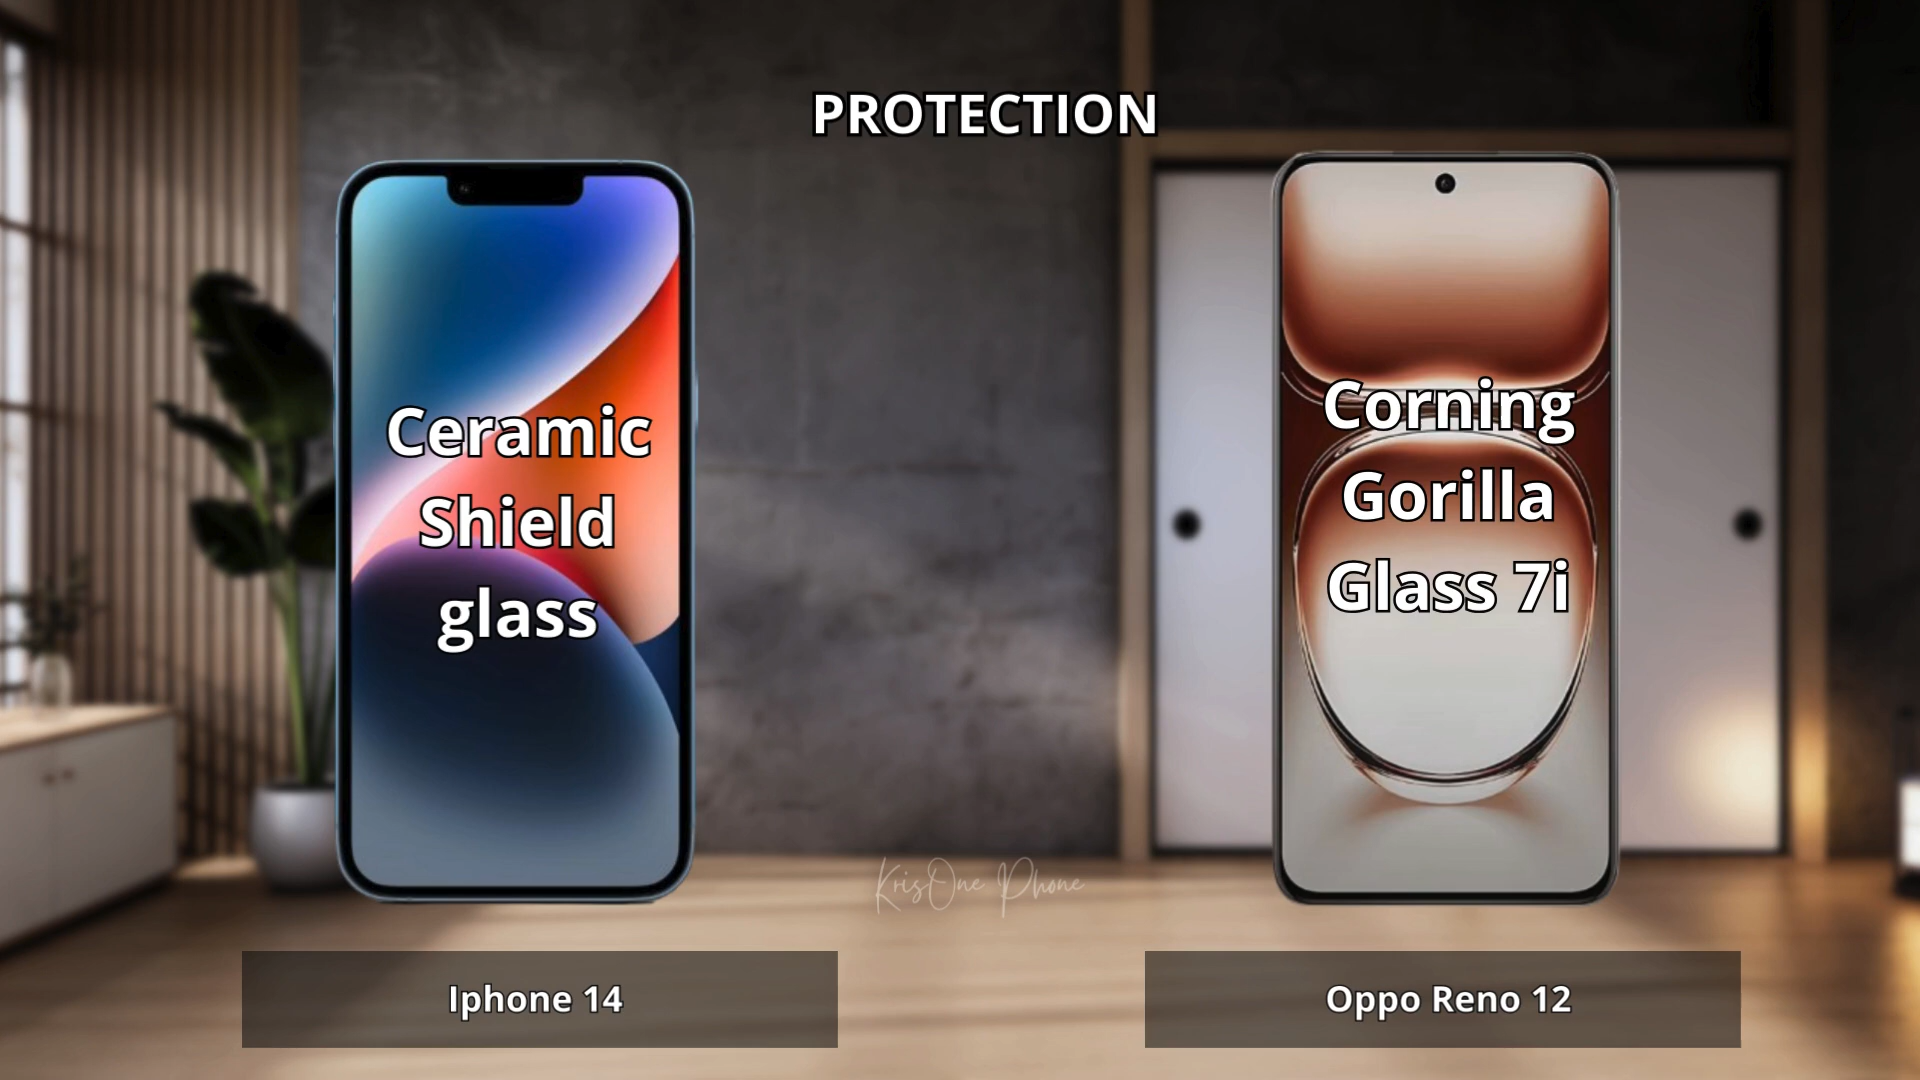 PROTECTION
Ceramic
Shield
glass
Corning
Gorilla
Glass 7i
KrisOne Phone
Iphone 14
Oppo Reno 12